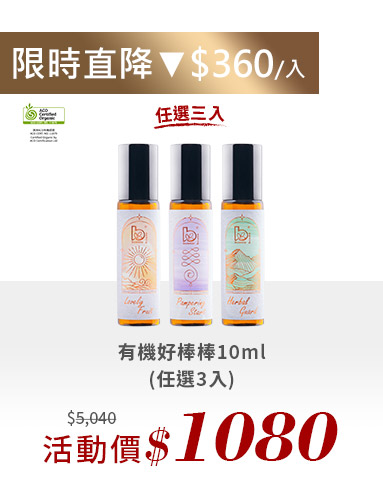 限時直降▼$360/入
ACO
Certified
Organic
任選三入
Lovely
Fruit
Pampering
Star
Herbal
Guard
有機好棒棒10ml
(任選3入)
$5,040
活動價$1080